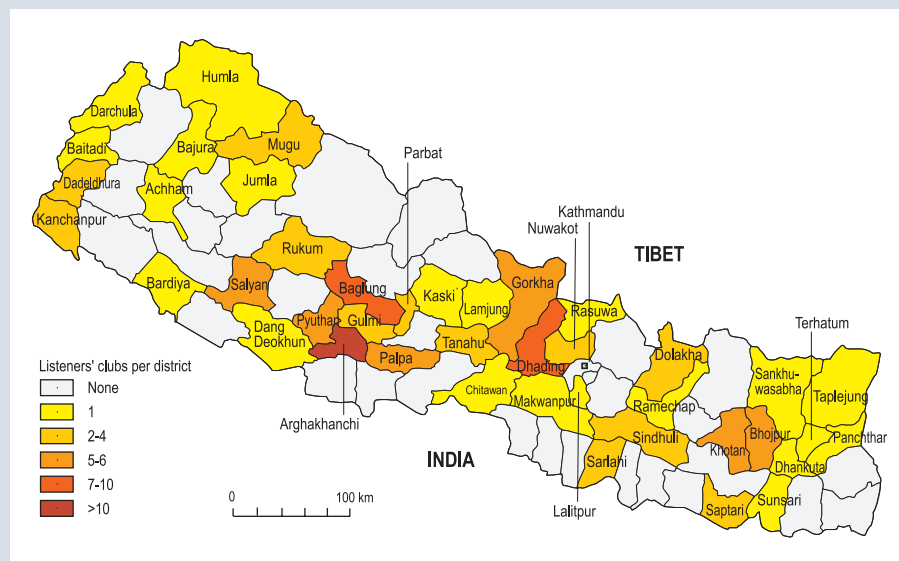 Humla
Darchula
Baitadi
Bajura
Mugu
Parbat
Dadeldhura
Achham
Jumla
Kathmandu
Nuwakot
Kanchanpur
Rukum
TIBET
Bardiya
Salyan
Baglung
Kaski
Lamjung
Gorkha
Rasuwa
Terhatum
Pyuthan
Gulmi
Dang
Deokhun
Tanahu
Dolakha
Palpa
Dhading
Sankhu-
wasabha
Taplejung
Listeners' clubs per district
None
1
2-4
5-6
7-10
>10
Chitawan
Makwanpur
Ramechap
Arghakhanchi
Sindhuli
Khotan
Bhojpur
Panchthar
INDIA
Sarlahi
Dhankuta
0
100 km
Lalitpur
Saptari
Sunsari